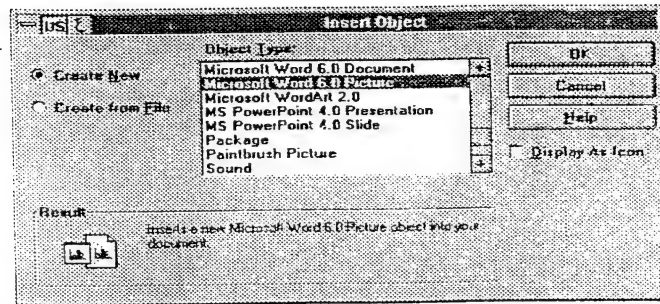 US Insert Object
Object Type:
Create New
Create from File
Microsoft Word 6.0 Document
Microsoft Word 6.0 Picture
Microsoft WordArt 2.0
MS PowerPoint 4.0 Presentation
MS PowerPoint 4.0 Slide
Package
Paintbrush Picture
Sound
OK
Cancel
Help
Display As Icon
Result
Inserts a new Microsoft Word 6.0 Picture object into your
document.